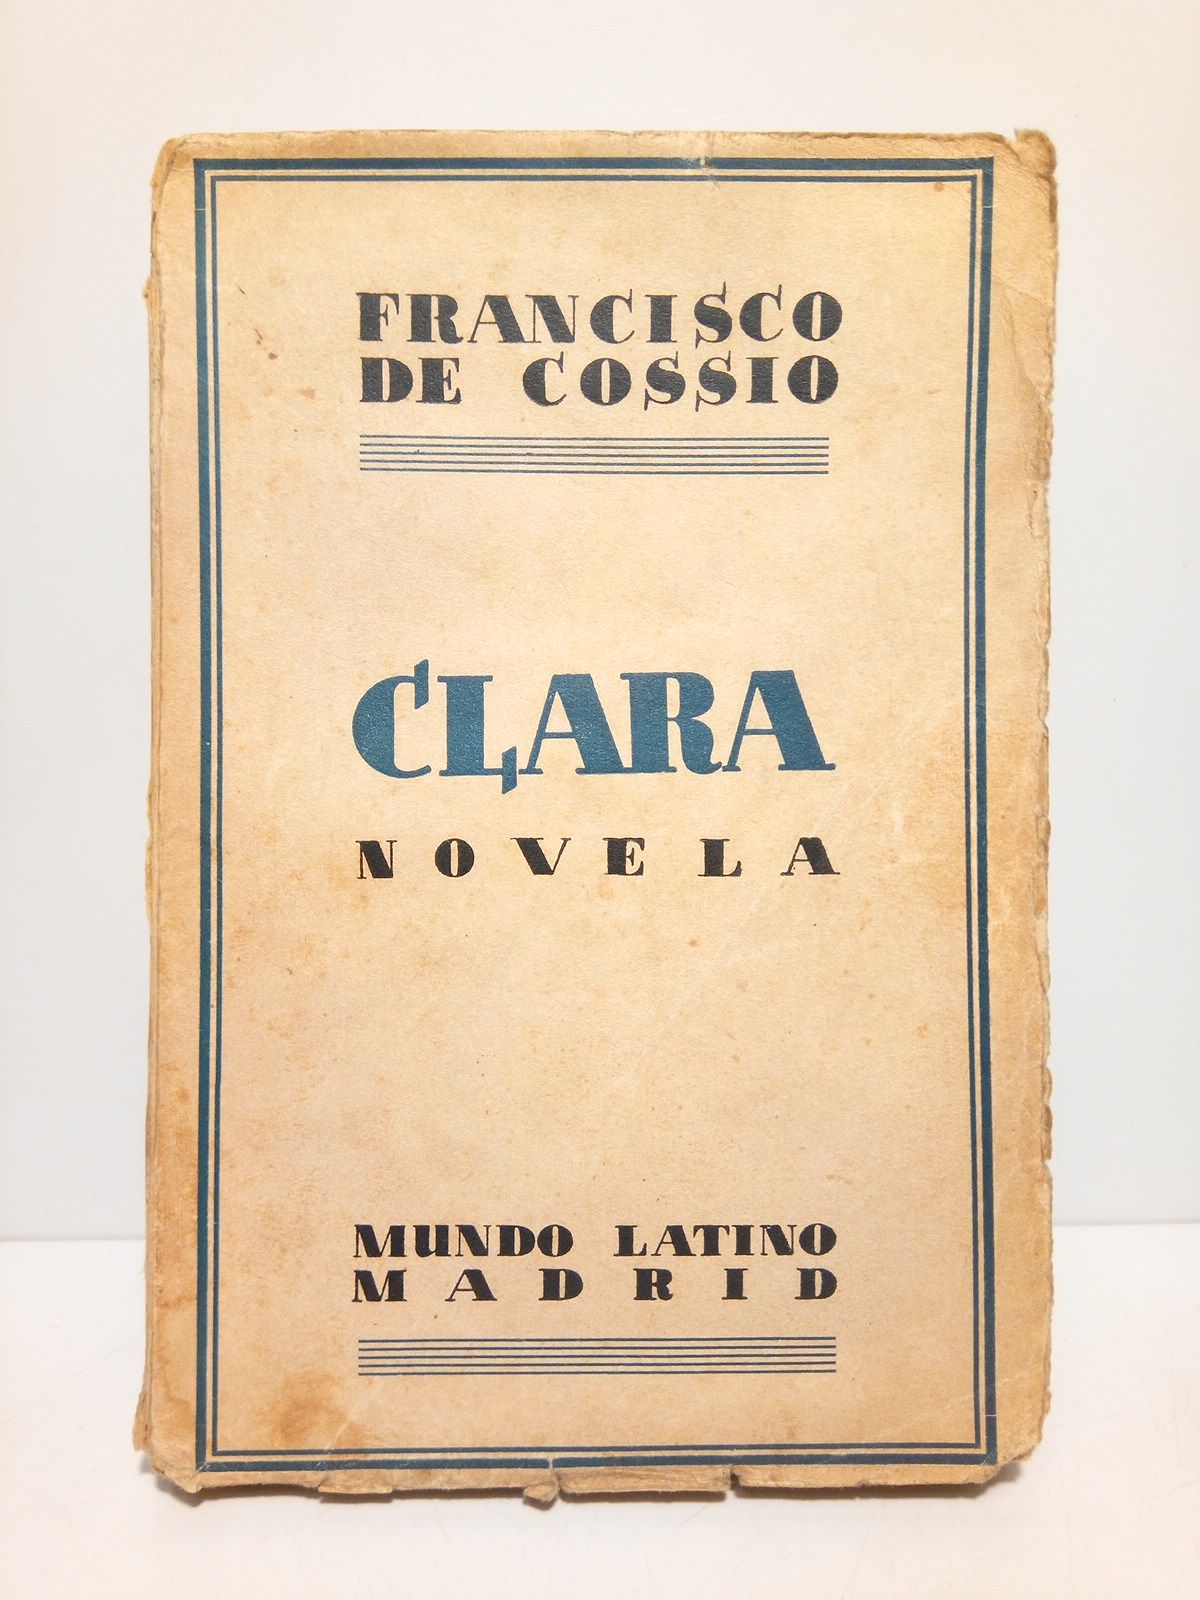 FRANCISCO
DE COSSIO
CLARA
NOVELA
MUNDO LATINO
MADRID